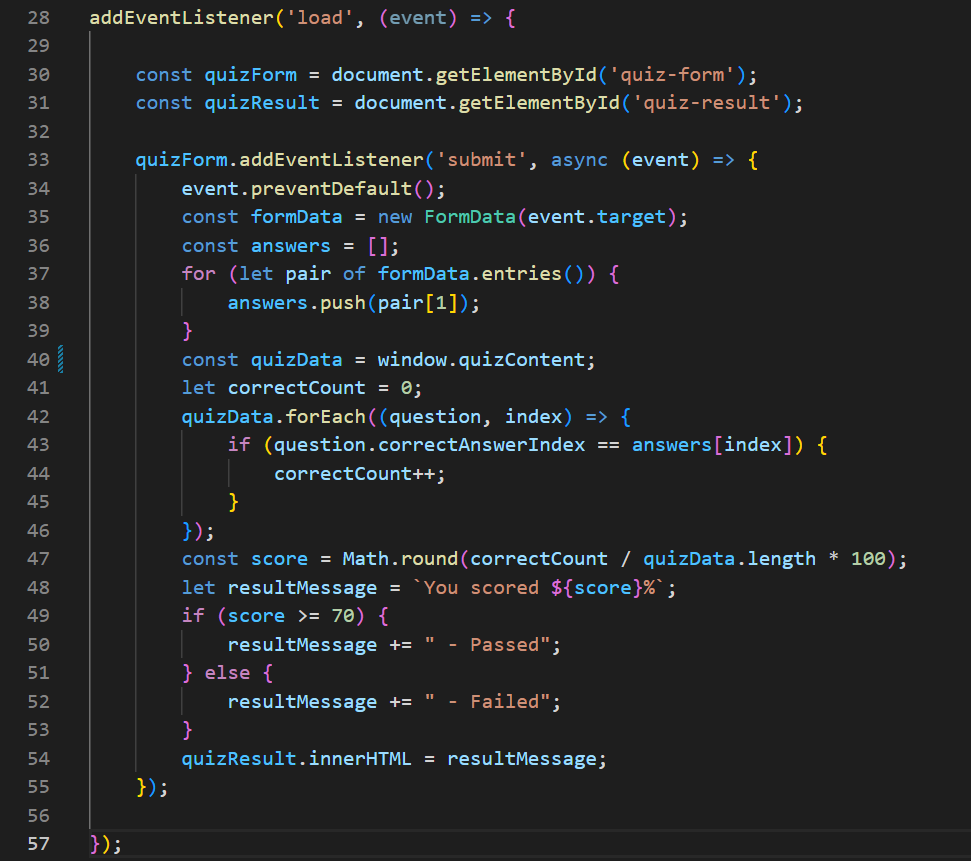 28 addEventListener('load', (event) => {
29
30     const quizForm = document.getElementById('quiz-form');
31     const quizResult = document.getElementById('quiz-result');
32
33     quizForm.addEventListener('submit', async (event) => {
34         event.preventDefault();
35         const formData = new FormData(event.target);
36         const answers = [];
37         for (let pair of formData.entries()) {
38             answers.push(pair[1]);
39         }
40         const quizData = window.quizContent;
41         let correctCount = 0;
42         quizData.forEach((question, index) => {
43             if (question.correctAnswerIndex == answers[index]) {
44                 correctCount++;
45             }
46         });
47         const score = Math.round(correctCount / quizData.length * 100);
48         let resultMessage = `You scored ${score}%`;
49         if (score >= 70) {
50             resultMessage += " - Passed";
51         } else {
52             resultMessage += " - Failed";
53         }
54         quizResult.innerHTML = resultMessage;
55     });
56
57 });